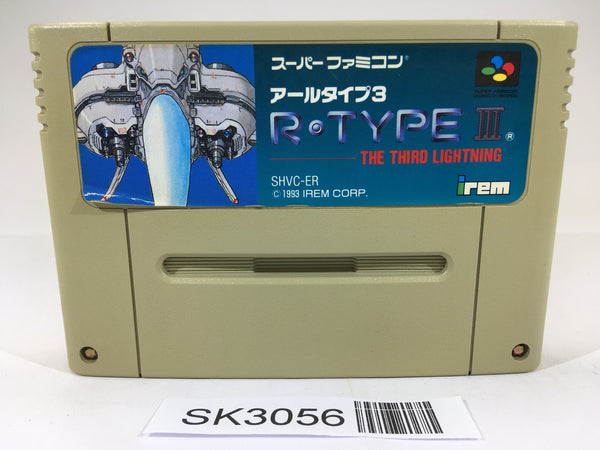 スーパーファミコン®
アールタイプ3
R・TYPE III®
THE THIRD LIGHTNING
SHVC-ER
© 1993 IREM CORP.
irem
SK3056